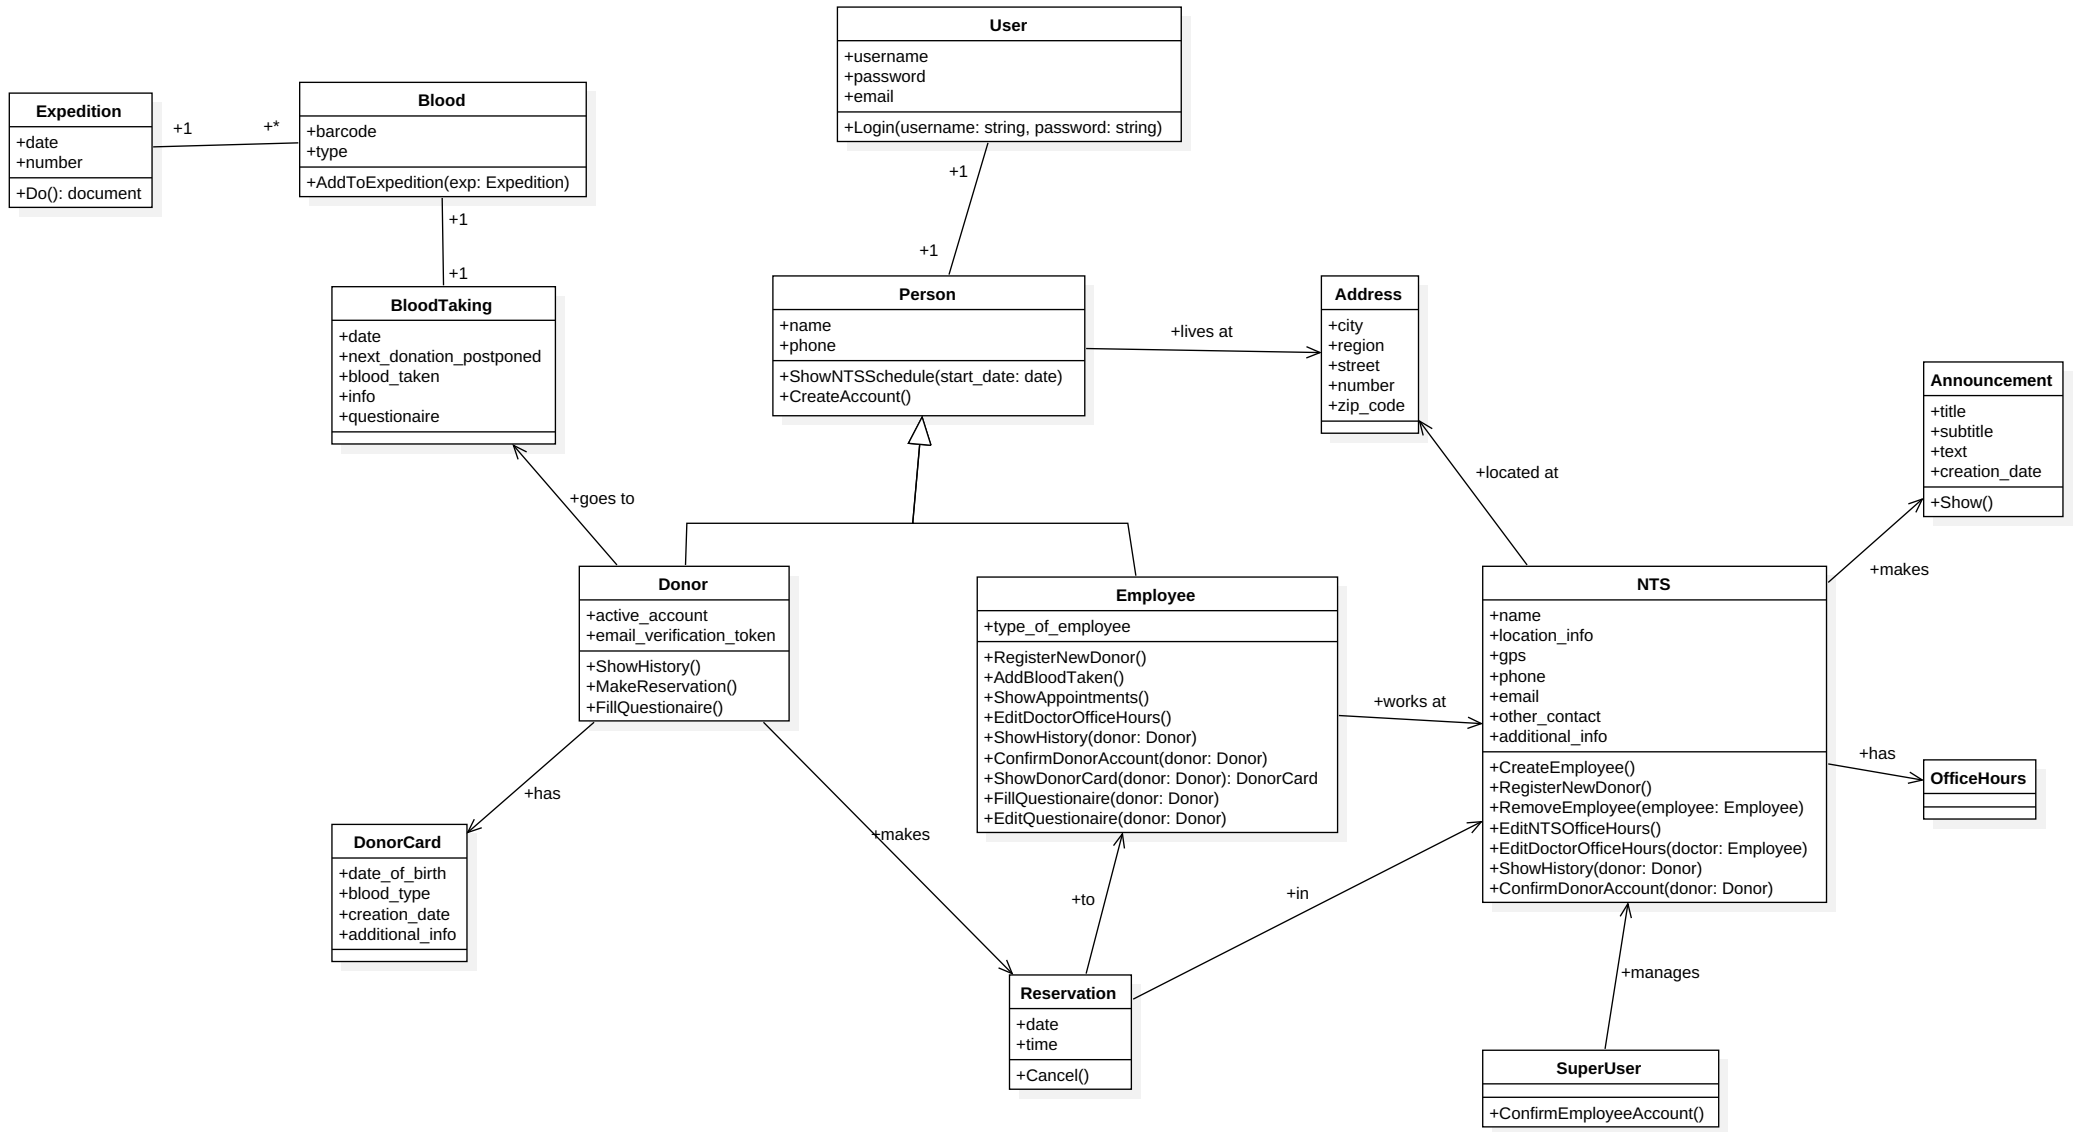 User
+username
+password
+email
+Login(username: string, password: string)
Expedition
+date
+number
+Do(): document
+1
+*
Blood
+barcode
+type
+AddToExpedition(exp: Expedition)
+1
+1
+1
+1
BloodTaking
+date
+next_donation_postponed
+blood_taken
+info
+questionaire
Person
+name
+phone
+ShowNTSSchedule(start_date: date)
+CreateAccount()
+lives at
Address
+city
+region
+street
+number
+zip_code
+located at
Announcement
+title
+subtitle
+text
+creation_date
+Show()
+makes
+goes to
Donor
+active_account
+email_verification_token
+ShowHistory()
+MakeReservation()
+FillQuestionaire()
Employee
+type_of_employee
+RegisterNewDonor()
+AddBloodTaken()
+ShowAppointments()
+EditDoctorOfficeHours()
+ShowHistory(donor: Donor)
+ConfirmDonorAccount(donor: Donor)
+ShowDonorCard(donor: Donor): DonorCard
+FillQuestionaire(donor: Donor)
+EditQuestionaire(donor: Donor)
+works at
NTS
+name
+location_info
+gps
+phone
+email
+other_contact
+additional_info
+CreateEmployee()
+RegisterNewDonor()
+RemoveEmployee(employee: Employee)
+EditNTSOfficeHours()
+EditDoctorOfficeHours(doctor: Employee)
+ShowHistory(donor: Donor)
+ConfirmDonorAccount(donor: Donor)
+has
OfficeHours
+has
DonorCard
+date_of_birth
+blood_type
+creation_date
+additional_info
+makes
+to
+in
Reservation
+date
+time
+Cancel()
+manages
SuperUser
+ConfirmEmployeeAccount()